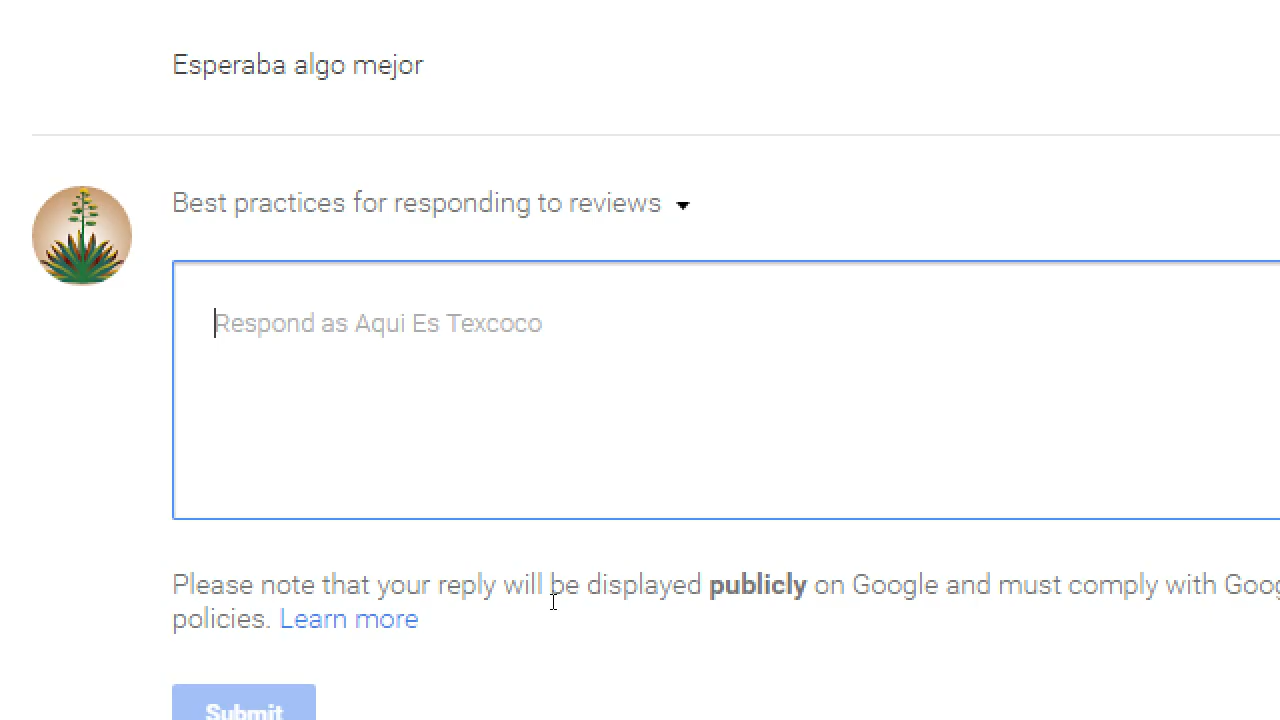 Esperaba algo mejor
Best practices for responding to reviews
Respond as Aqui Es Texcoco
Please note that your reply will be displayed publicly on Google and must comply with Goog
policies. Learn more
Submit